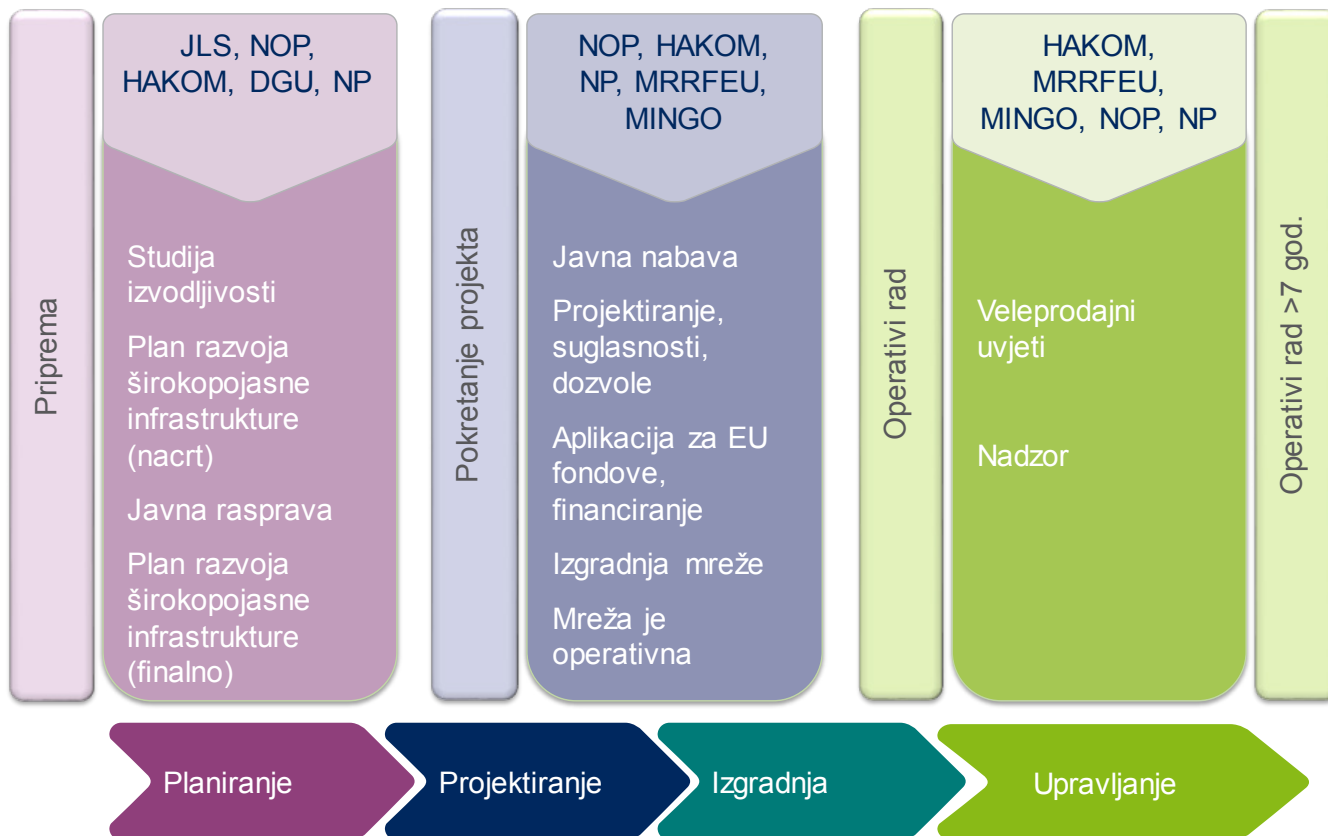 Priprema
JLS, NOP,
HAKOM, DGU, NP
Studija
izvodljivosti
Plan razvoja
širokopojasne
infrastrukture
(nacrt)
Javna rasprava
Plan razvoja
širokopojasne
infrastrukture
(finalno)
Pokretanje projekta
NOP, HAKOM,
NP, MRRFEU,
MINGO
Javna nabava
Projektiranje,
suglasnosti,
dozvole
Aplikacija za EU
fondove,
financiranje
Izgradnja mreže
Mreža je
operativna
Operativi rad
HAKOM,
MRRFEU,
MINGO, NOP, NP
Veleprodajni
uvjeti
Nadzor
Operativi rad >7 god.
Planiranje
Projektiranje
Izgradnja
Upravljanje